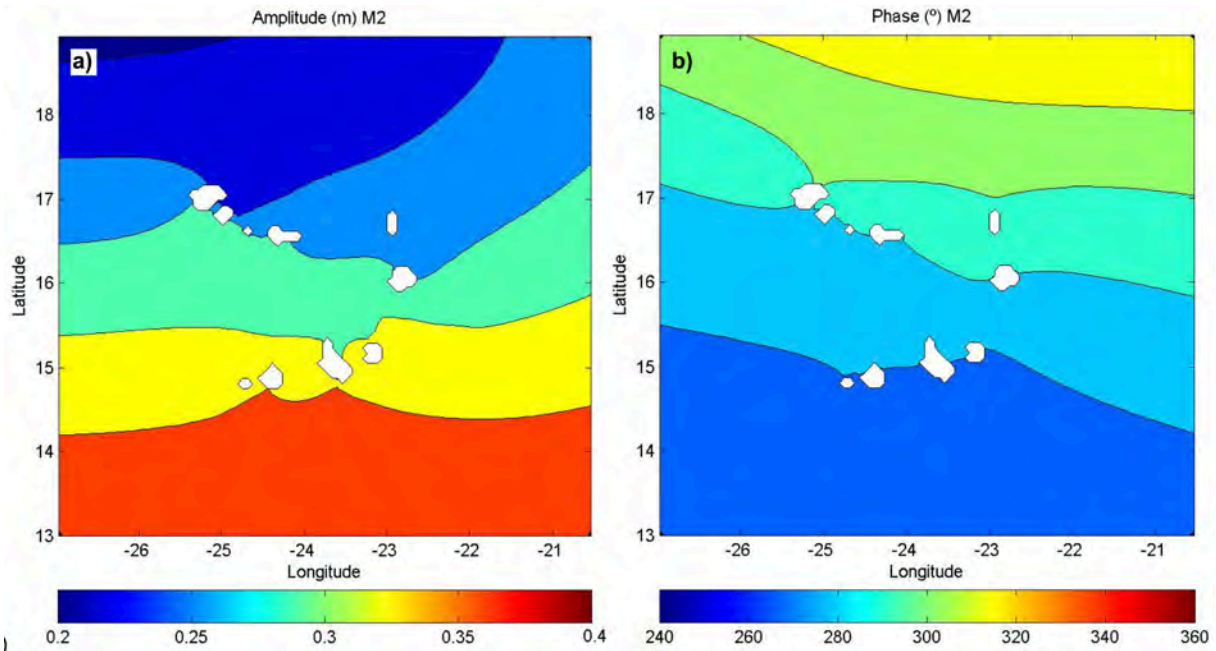 Amplitude (m) M2
a)
18
17
16
15
14
13
Latitude
-26 -25 -24 -23 -22 -21
Longitude
0.2 0.25 0.3 0.35 0.4
)
Phase (º) M2
b)
18
17
16
15
14
13
Latitude
-26 -25 -24 -23 -22 -21
Longitude
240 260 280 300 320 340 360